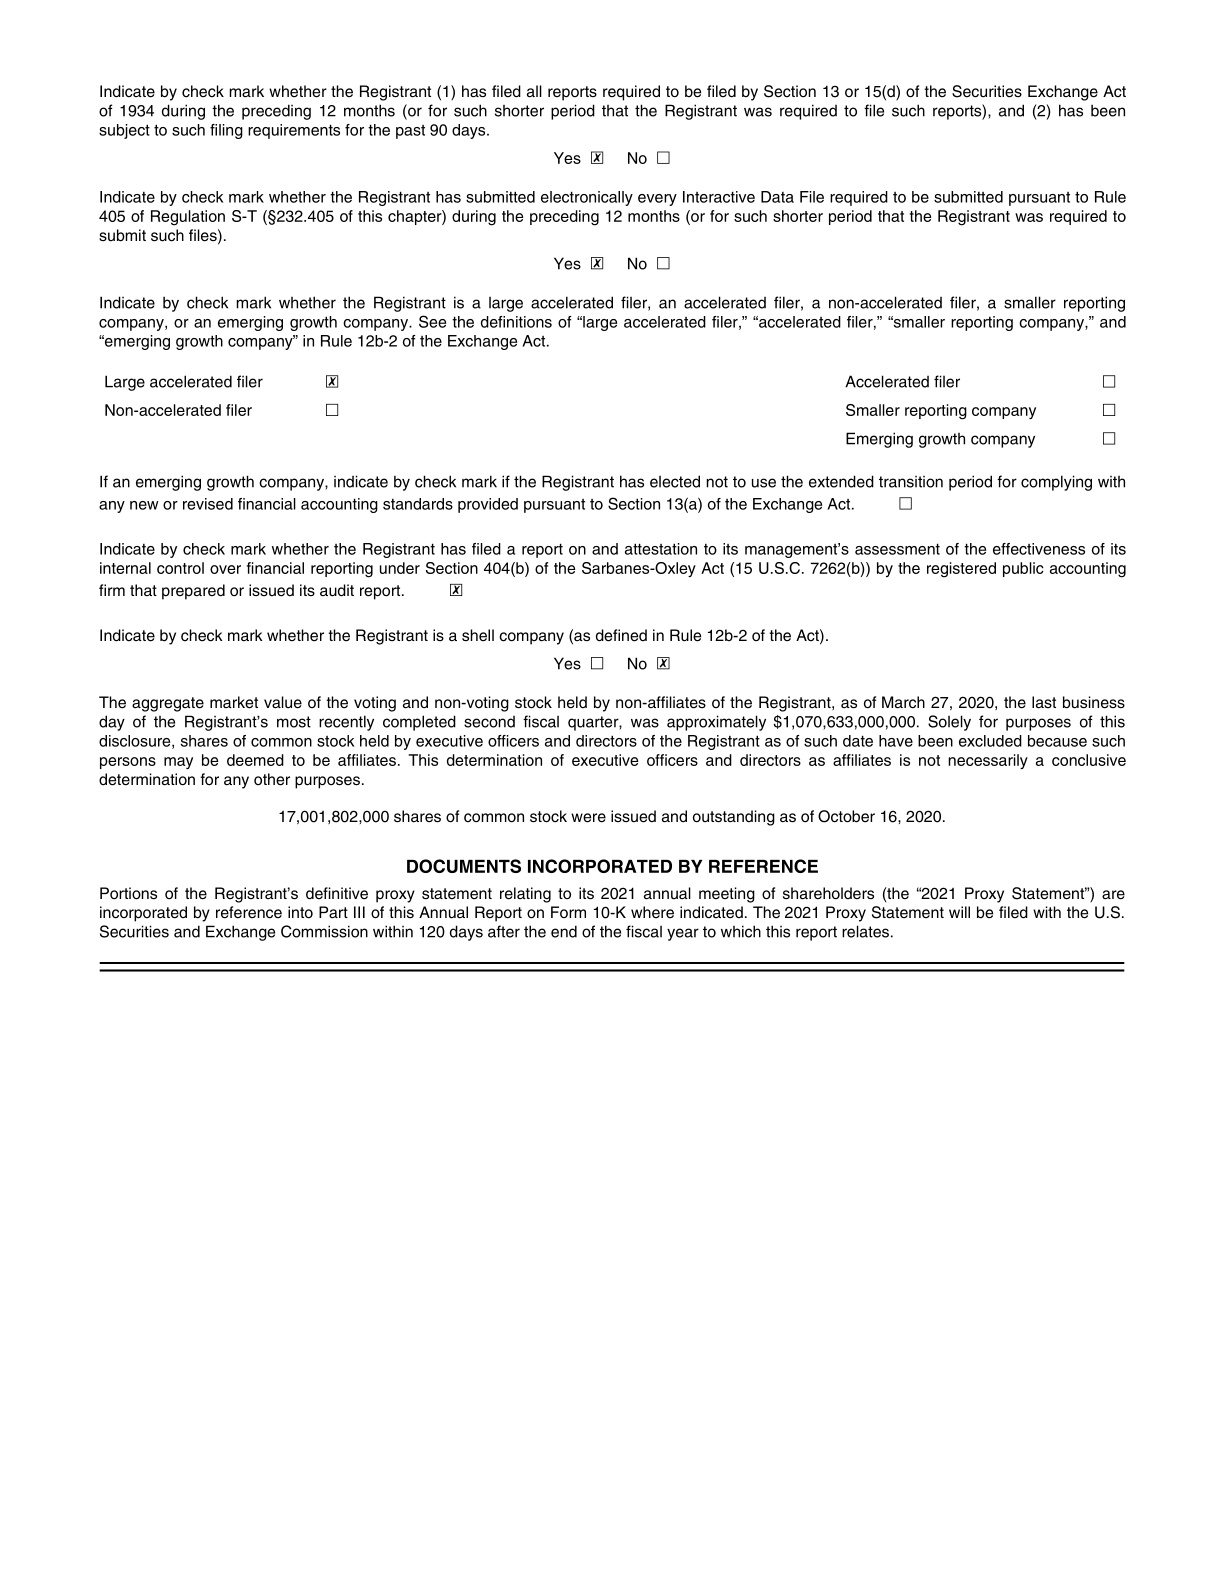 Indicate by check mark whether the Registrant (1) has filed all reports required to be filed by Section 13 or 15(d) of the Securities Exchange Act
of 1934 during the preceding 12 months (or for such shorter period that the Registrant was required to file such reports), and (2) has been
subject to such filing requirements for the past 90 days.
Yes ☒ No ☐
Indicate by check mark whether the Registrant has submitted electronically every Interactive Data File required to be submitted pursuant to Rule
405 of Regulation S-T (§232.405 of this chapter) during the preceding 12 months (or for such shorter period that the Registrant was required to
submit such files).
Yes ☒ No ☐
Indicate by check mark whether the Registrant is a large accelerated filer, an accelerated filer, a non-accelerated filer, a smaller reporting
company, or an emerging growth company. See the definitions of “large accelerated filer,” “accelerated filer,” “smaller reporting company,” and
“emerging growth company” in Rule 12b-2 of the Exchange Act.
Large accelerated filer ☒ Accelerated filer ☐
Non-accelerated filer ☐ Smaller reporting company ☐
Emerging growth company ☐
If an emerging growth company, indicate by check mark if the Registrant has elected not to use the extended transition period for complying with
any new or revised financial accounting standards provided pursuant to Section 13(a) of the Exchange Act. ☐
Indicate by check mark whether the Registrant has filed a report on and attestation to its management’s assessment of the effectiveness of its
internal control over financial reporting under Section 404(b) of the Sarbanes-Oxley Act (15 U.S.C. 7262(b)) by the registered public accounting
firm that prepared or issued its audit report. ☒
Indicate by check mark whether the Registrant is a shell company (as defined in Rule 12b-2 of the Act).
Yes ☐ No ☒
The aggregate market value of the voting and non-voting stock held by non-affiliates of the Registrant, as of March 27, 2020, the last business
day of the Registrant’s most recently completed second fiscal quarter, was approximately $1,070,633,000,000. Solely for purposes of this
disclosure, shares of common stock held by executive officers and directors of the Registrant as of such date have been excluded because such
persons may be deemed to be affiliates. This determination of executive officers and directors as affiliates is not necessarily a conclusive
determination for any other purposes.
17,001,802,000 shares of common stock were issued and outstanding as of October 16, 2020.
DOCUMENTS INCORPORATED BY REFERENCE
Portions of the Registrant’s definitive proxy statement relating to its 2021 annual meeting of shareholders (the “2021 Proxy Statement”) are
incorporated by reference into Part III of this Annual Report on Form 10-K where indicated. The 2021 Proxy Statement will be filed with the U.S.
Securities and Exchange Commission within 120 days after the end of the fiscal year to which this report relates.